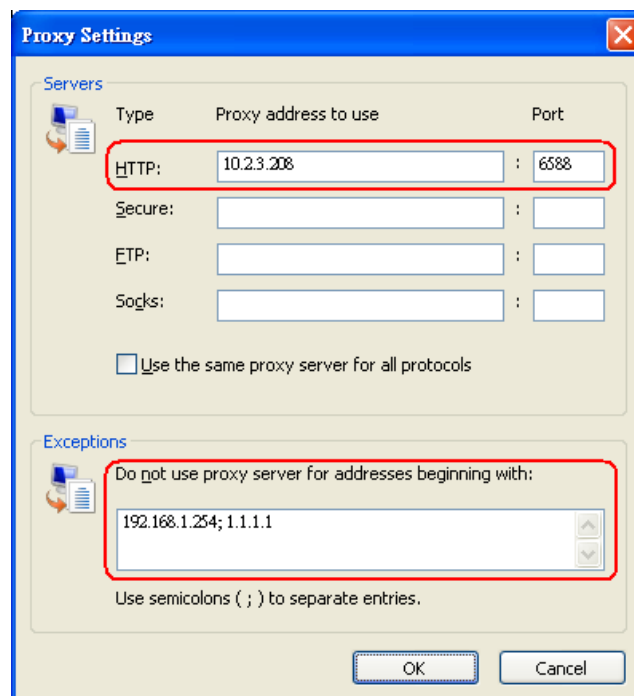 Proxy Settings
Servers
Type Proxy address to use Port
HTTP: 10.2.3.208 : 6588
Secure: :
FTP: :
Socks: :
Use the same proxy server for all protocols
Exceptions
Do not use proxy server for addresses beginning with:
192.168.1.254; 1.1.1.1
Use semicolons ( ; ) to separate entries.
OK Cancel